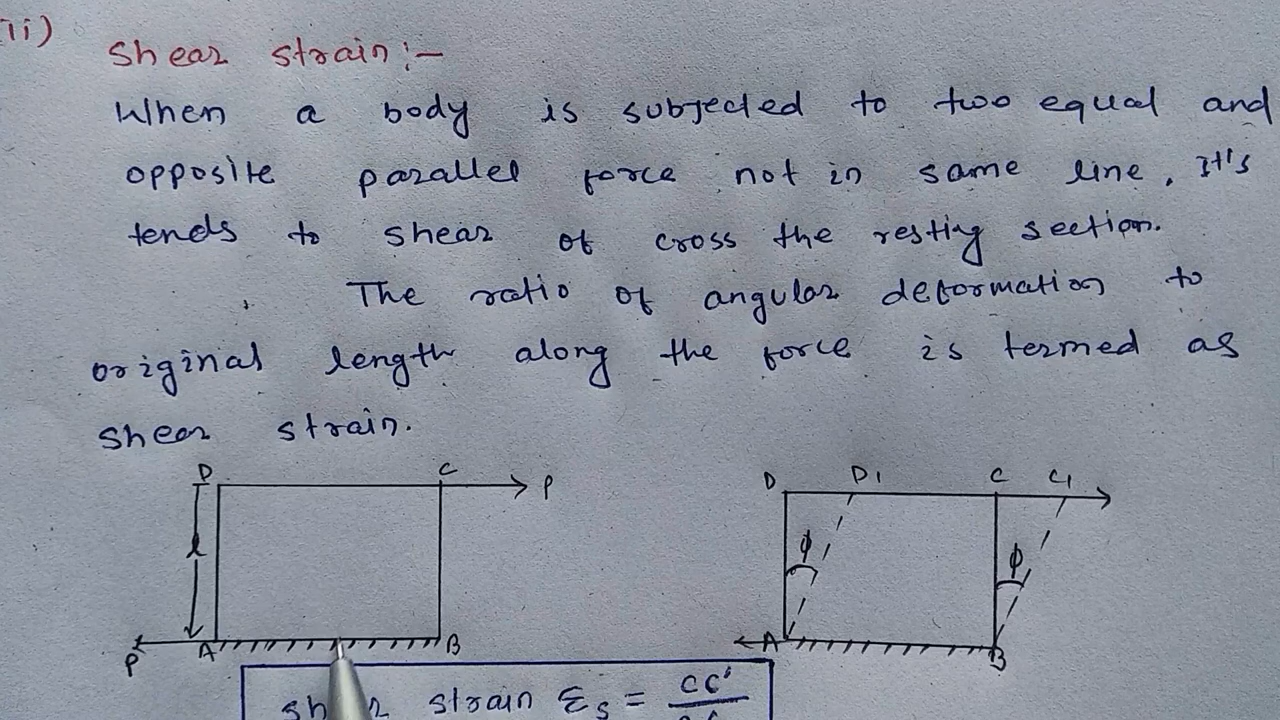 ii)
Shear strain:-
When a body is subjected to two equal and
opposite parallel force not in same line, It's
tends to shear of cross the resting section.
The ratio of angular deformation to
original length along the force is termed as
shear strain.
D C P
l
P A B
D D1 C C1
ϕ ϕ
A B
strain Ɛs = CC'